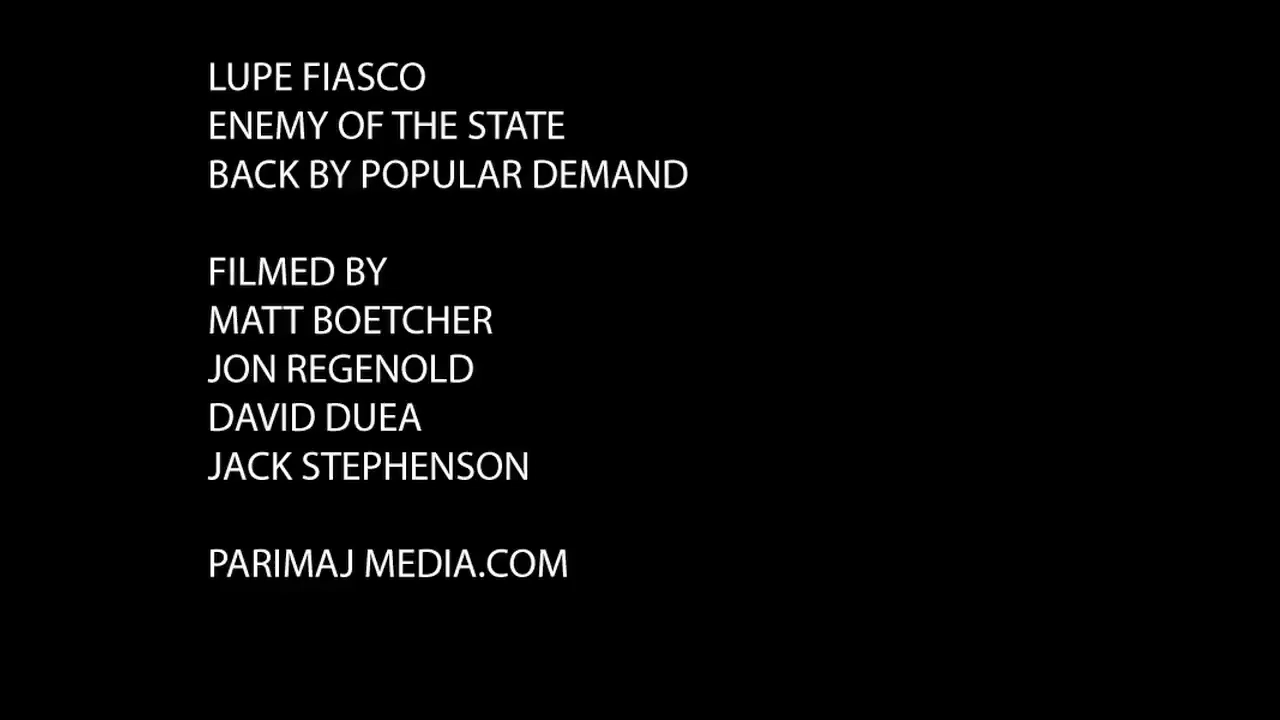 LUPE FIASCO
ENEMY OF THE STATE
BACK BY POPULAR DEMAND
FILMED BY
MATT BOETCHER
JON REGENOLD
DAVID DUEA
JACK STEPHENSON
PARIMAJ MEDIA.COM